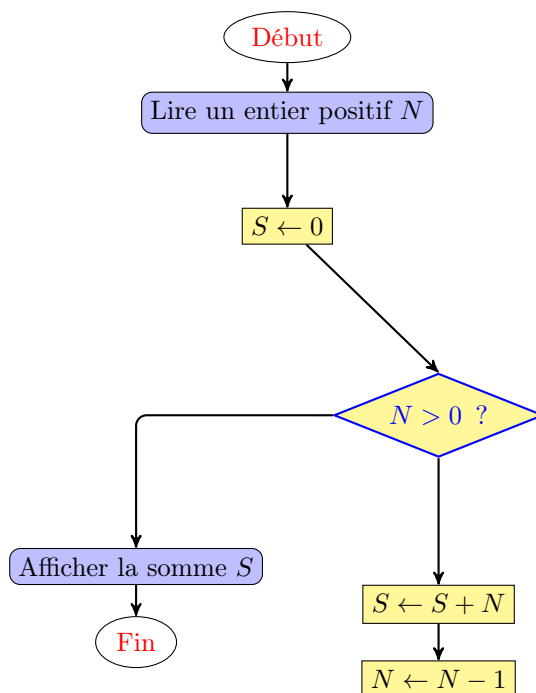 Début
Lire un entier positif N
S ← 0
N > 0 ?
Afficher la somme S
S ← S + N
Fin
N ← N − 1